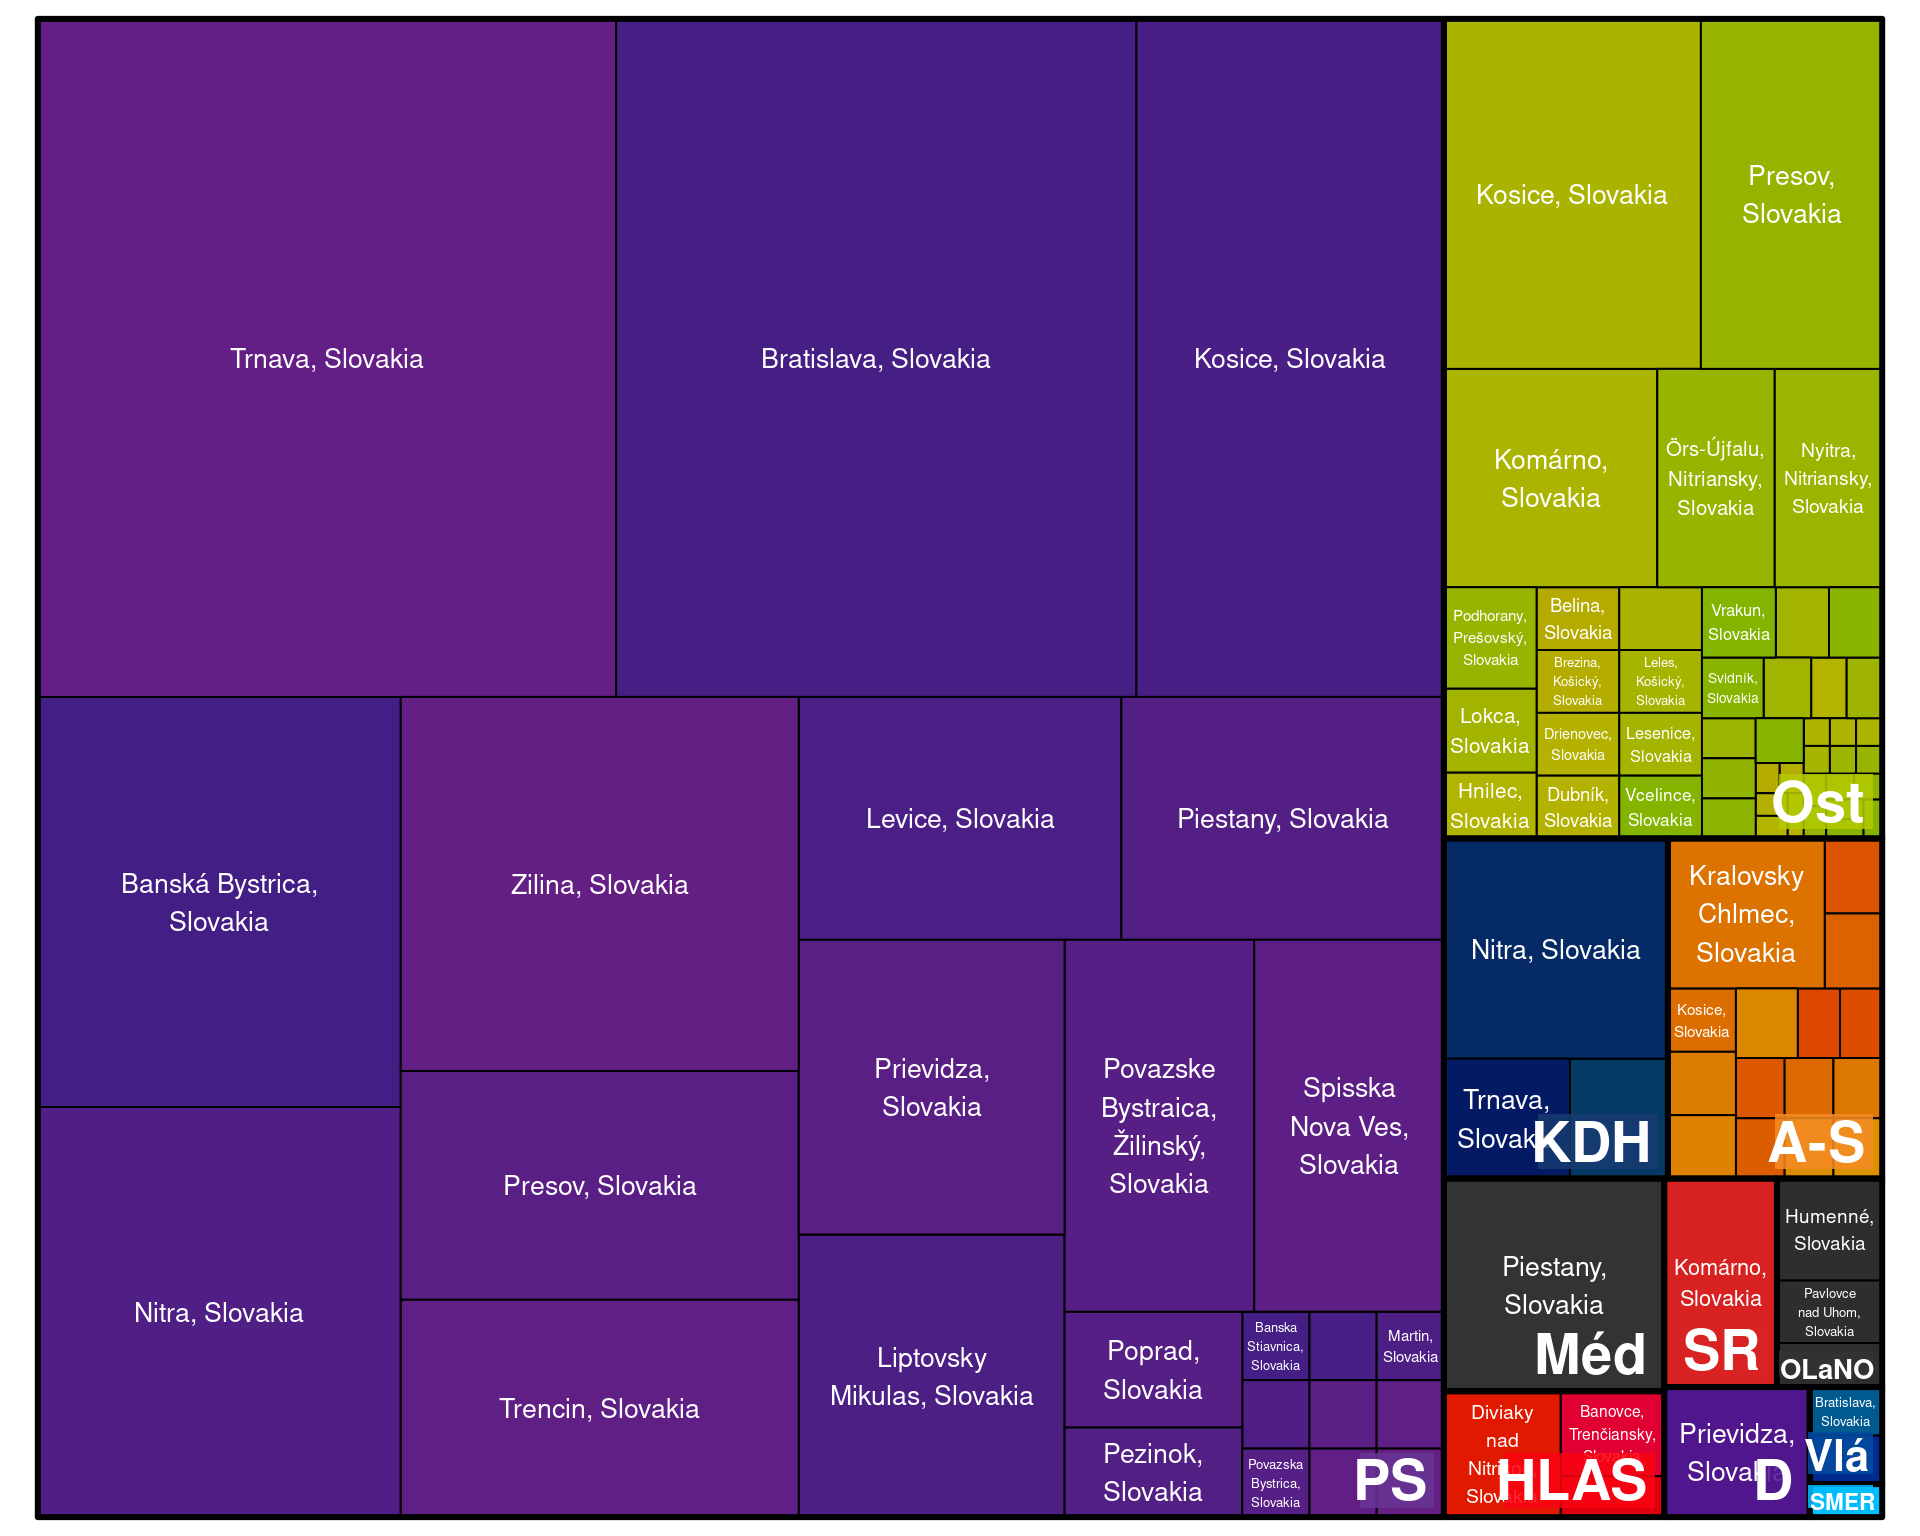 Trnava, Slovakia
Bratislava, Slovakia
Kosice, Slovakia
Banská Bystrica,
Slovakia
Zilina, Slovakia
Levice, Slovakia
Piestany, Slovakia
Nitra, Slovakia
Presov, Slovakia
Trencin, Slovakia
Prievidza,
Slovakia
Povazske
Bystraica,
Žilinský,
Slovakia
Spisska
Nova Ves,
Slovakia
Liptovsky
Mikulas, Slovakia
Poprad,
Slovakia
Pezinok,
Slovakia
Banska
Stiavnica,
Slovakia
Martin,
Slovakia
Povazska
Bystrica,
Slovakia
PS
Kosice, Slovakia
Presov,
Slovakia
Komárno,
Slovakia
Örs-Újfalu,
Nitriansky,
Slovakia
Nyitra,
Nitriansky,
Slovakia
Podhorany,
Prešovský,
Slovakia
Belina,
Slovakia
Vrakun,
Slovakia
Brezina,
Košický,
Slovakia
Leles,
Košický,
Slovakia
Svidník,
Slovakia
Lokca,
Slovakia
Drienovec,
Slovakia
Lesenice,
Slovakia
Hnilec,
Slovakia
Dubník,
Slovakia
Vcelince,
Slovakia
Ost
Nitra, Slovakia
Trnava,
Slovak
KDH
Kralovsky
Chlmec,
Slovakia
Kosice,
Slovakia
A-S
Piestany,
Slovakia
Méd
Komárno,
Slovakia
SR
Humenné,
Slovakia
Pavlovce
nad Uhom,
Slovakia
OLaNO
Diviaky
nad
Slovakia
Banovce,
Trenčiansky,
Slovakia
HLAS
Prievidza,
Slovakia
D
Bratislava,
Slovakia
Vlá
SMER